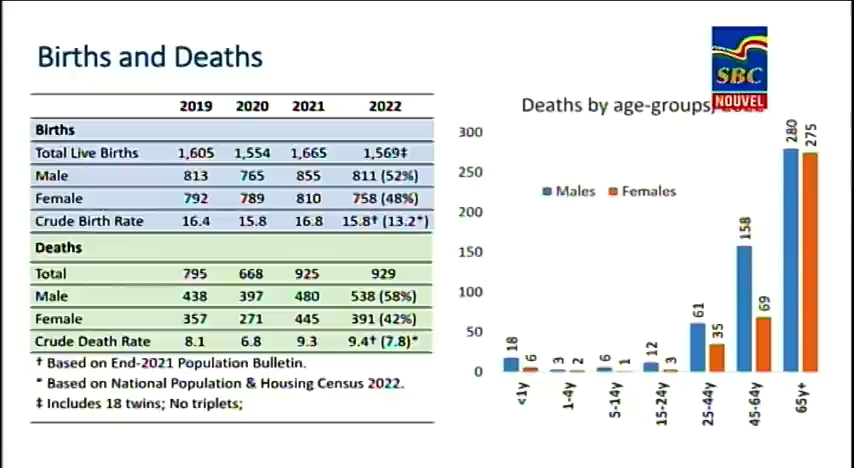 Births and Deaths
SBC
NOUVEL
2019 2020 2021 2022
Births
Total Live Births 1,605 1,554 1,665 1,569‡
Male 813 765 855 811 (52%)
Female 792 789 810 758 (48%)
Crude Birth Rate 16.4 15.8 16.8 15.8† (13.2*)
Deaths
Total 795 668 925 929
Male 438 397 480 538 (58%)
Female 357 271 445 391 (42%)
Crude Death Rate 8.1 6.8 9.3 9.4† (7.8)*
† Based on End-2021 Population Bulletin.
* Based on National Population & Housing Census 2022.
‡ Includes 18 twins; No triplets;
Deaths by age-groups,
Males Females
300
250
200
150
100
50
0
18 6 3 2 6 1 12 3 61 35 158 69 280 275
<1y 1-4y 5-14y 15-24y 25-44y 45-64y 65y+